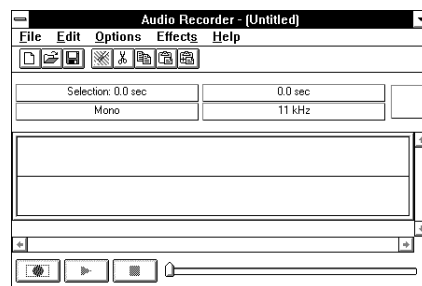 Audio Recorder - (Untitled)
File Edit Options Effects Help
Selection: 0.0 sec 0.0 sec
Mono 11 kHz